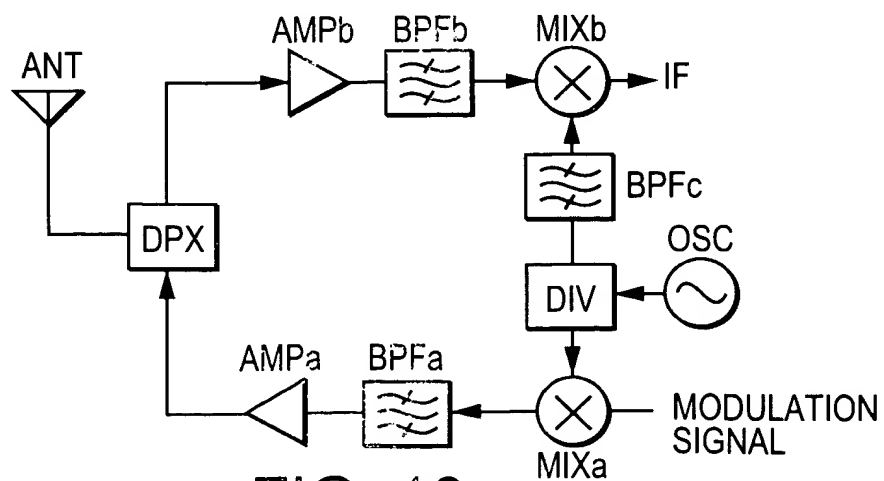 AMPb
BPFb
MIXb
ANT
IF
BPFc
OSC
DPX
DIV
AMPa
BPFa
MODULATION
SIGNAL
MIXa